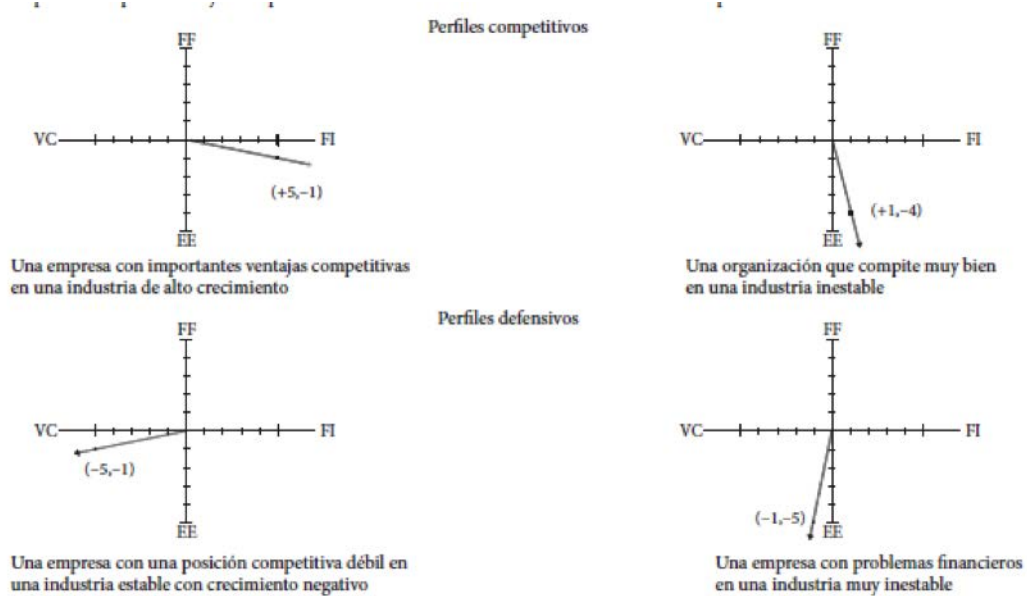 Perfiles competitivos
FF
VC
FI
(+5,−1)
EE
Una empresa con importantes ventajas competitivas
en una industria de alto crecimiento
FF
VC
FI
(+1,−4)
EE
Una organización que compite muy bien
en una industria inestable
Perfiles defensivos
FF
VC
FI
(−5,−1)
EE
Una empresa con una posición competitiva débil en
una industria estable con crecimiento negativo
FF
VC
FI
(−1,−5)
EE
Una empresa con problemas financieros
en una industria muy inestable